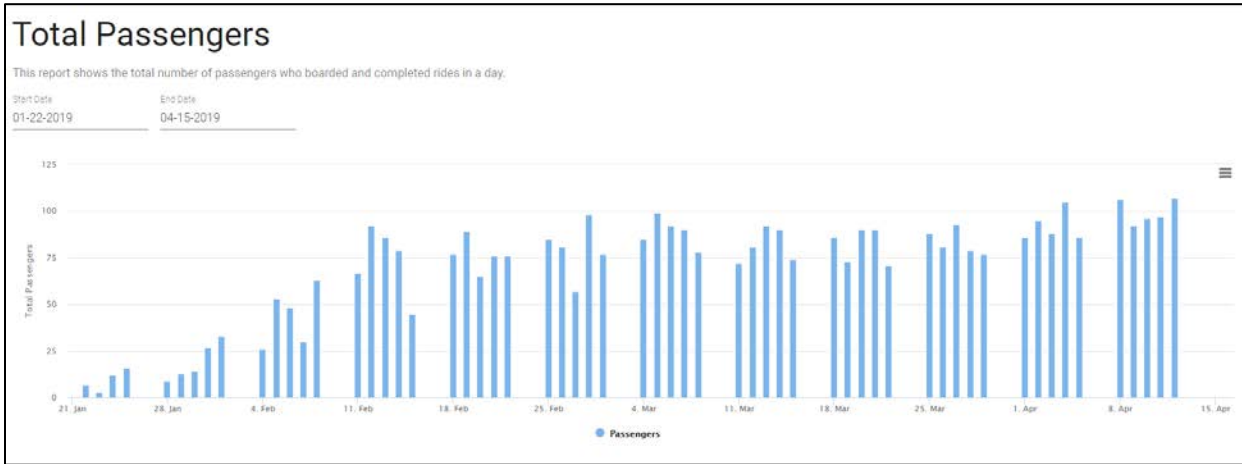 Total Passengers
This report shows the total number of passengers who boarded and completed rides in a day.
Start Date End Date
01-22-2019 04-15-2019
125
100
75
50
25
0
Total Passengers
21. Jan 28. Jan 4. Feb 11. Feb 18. Feb 25. Feb 4. Mar 11. Mar 18. Mar 25. Mar 1. Apr 8. Apr 15. Apr
Passengers